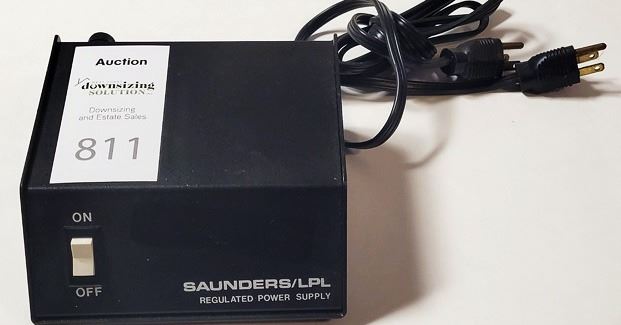 Auction
downsizing
SOLUTION
Downsizing
and Estate Sales
811
ON
OFF
SAUNDERS/LPL
REGULATED POWER SUPPLY